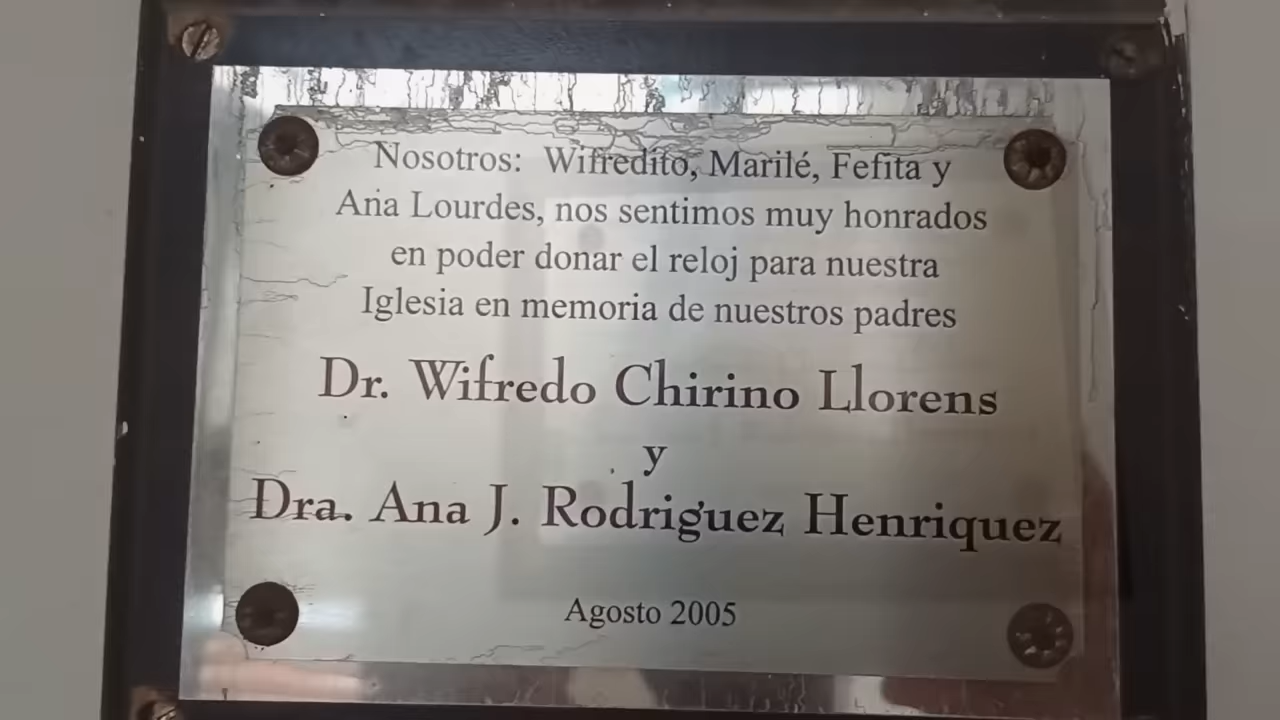 Nosotros: Wifredito, Marilé, Fefita y
Ana Lourdes, nos sentimos muy honrados
en poder donar el reloj para nuestra
Iglesia en memoria de nuestros padres
Dr. Wifredo Chirino Llorens
y
Dra. Ana J. Rodriguez Henriquez
Agosto 2005